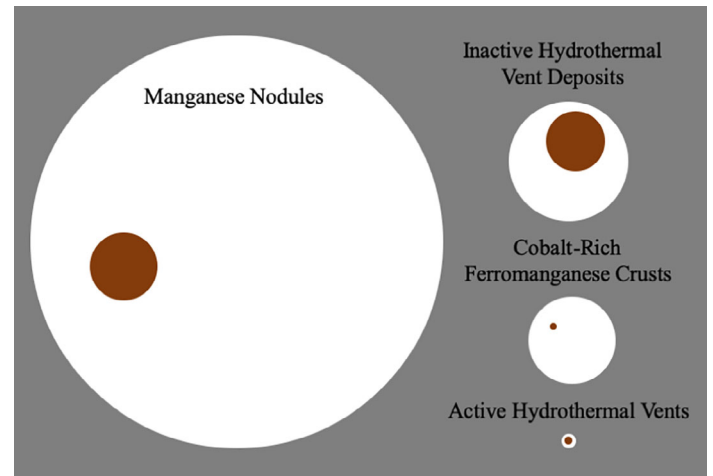 Manganese Nodules
Inactive Hydrothermal
Vent Deposits
Cobalt-Rich
Ferromanganese Crusts
Active Hydrothermal Vents